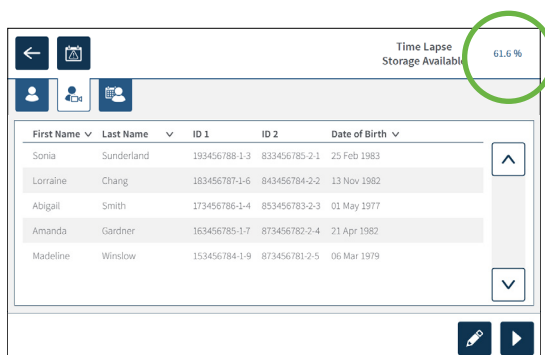 Time Lapse
Storage Available 61.6 %
First Name Last Name ID 1 ID 2 Date of Birth
Sonia Sunderland 193456788-1-3 833456785-2-1 25 Feb 1983
Lorraine Chang 183456787-1-6 843456784-2-2 13 Nov 1982
Abigail Smith 173456786-1-4 853456783-2-3 01 May 1977
Amanda Gardner 163456785-1-7 873456782-2-4 21 Apr 1982
Madeline Winslow 153456784-1-9 873456781-2-5 06 Mar 1979